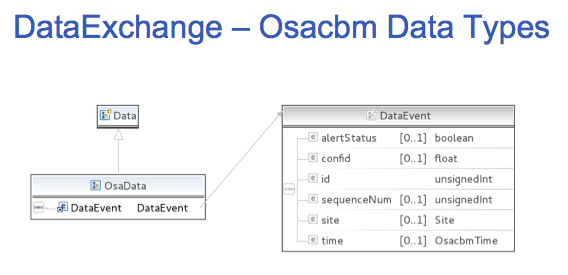 DataExchange – Osacbm Data Types
Data
OsaData
DataEvent DataEvent
DataEvent
alertStatus [0..1] boolean
confid [0..1] float
id unsignedInt
sequenceNum [0..1] unsignedInt
site [0..1] Site
time [0..1] OsacbmTime